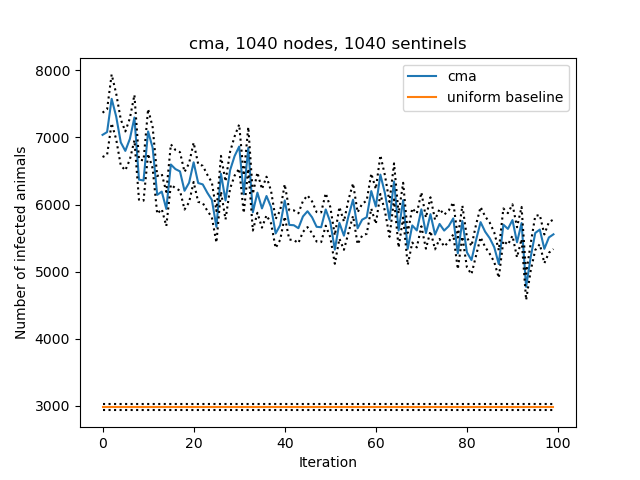 cma, 1040 nodes, 1040 sentinels
8000
7000
6000
5000
4000
3000
Number of infected animals
cma
uniform baseline
0
20
40
60
80
100
Iteration